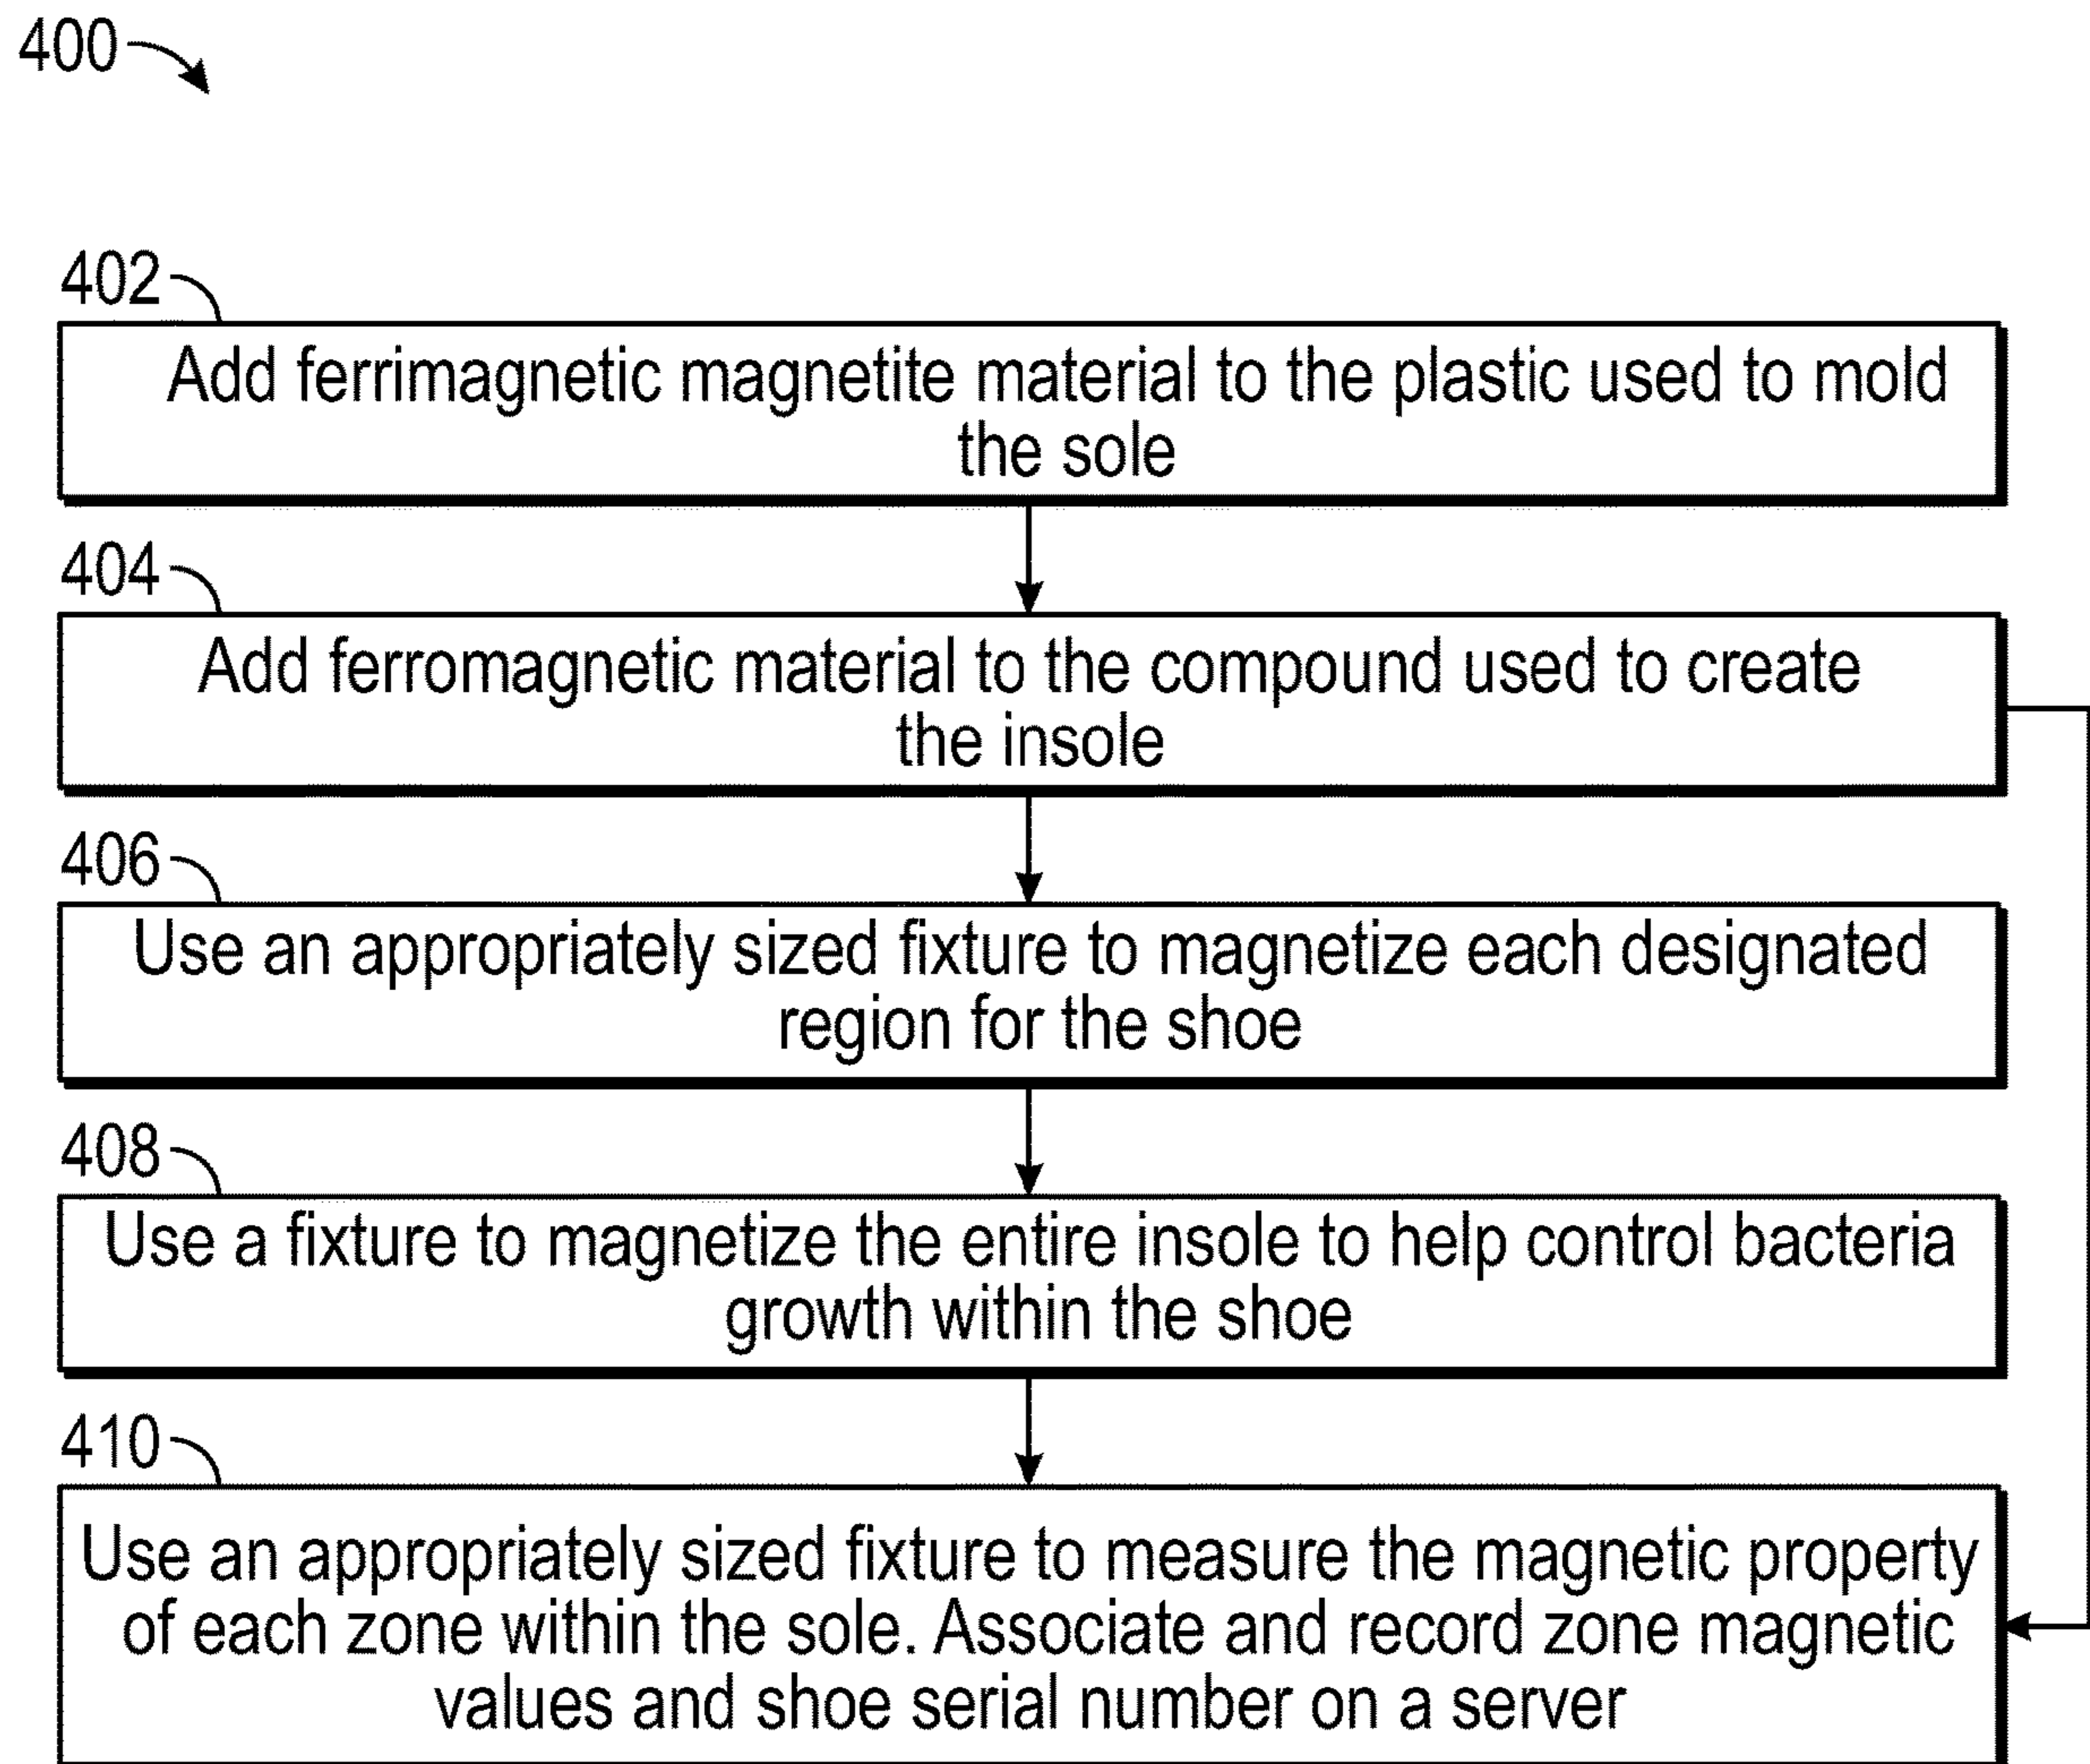 400
402
Add ferrimagnetic magnetite material to the plastic used to mold
the sole
404
Add ferromagnetic material to the compound used to create
the insole
406
Use an appropriately sized fixture to magnetize each designated
region for the shoe
408
Use a fixture to magnetize the entire insole to help control bacteria
growth within the shoe
410
Use an appropriately sized fixture to measure the magnetic property
of each zone within the sole. Associate and record zone magnetic
values and shoe serial number on a server